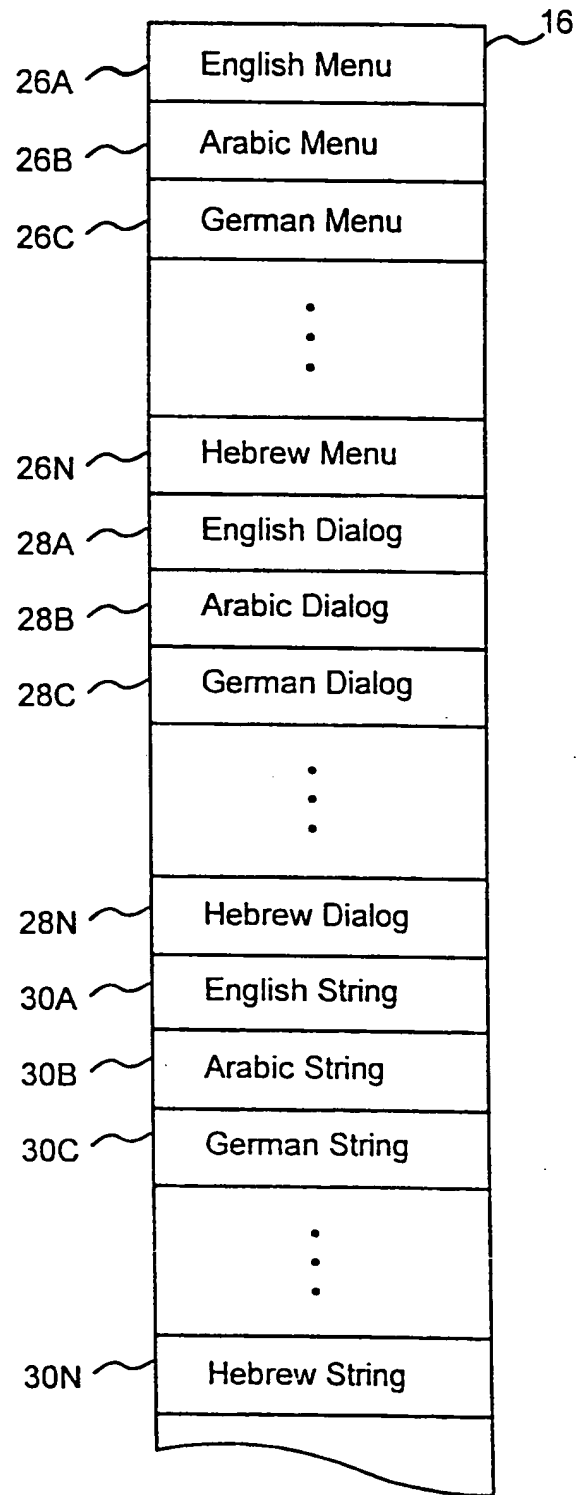 16
26A English Menu
26B Arabic Menu
26C German Menu
26N Hebrew Menu
28A English Dialog
28B Arabic Dialog
28C German Dialog
28N Hebrew Dialog
30A English String
30B Arabic String
30C German String
30N Hebrew String